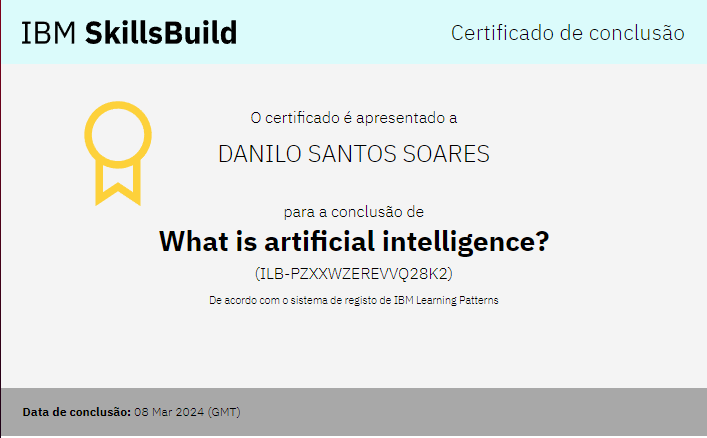 IBM SkillsBuild
Certificado de conclusão
O certificado é apresentado a
DANILO SANTOS SOARES
para a conclusão de
What is artificial intelligence?
(ILB-PZXXWZEREVVQ28K2)
De acordo com o sistema de registo de IBM Learning Patterns
Data de conclusão: 08 Mar 2024 (GMT)